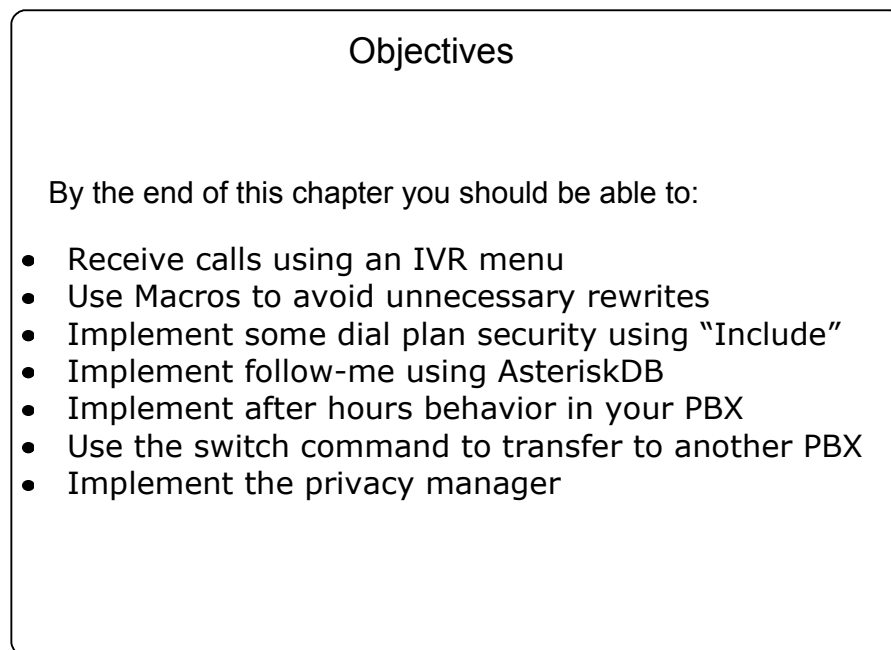 Objectives
By the end of this chapter you should be able to:
• Receive calls using an IVR menu
• Use Macros to avoid unnecessary rewrites
• Implement some dial plan security using “Include”
• Implement follow-me using AsteriskDB
• Implement after hours behavior in your PBX
• Use the switch command to transfer to another PBX
• Implement the privacy manager